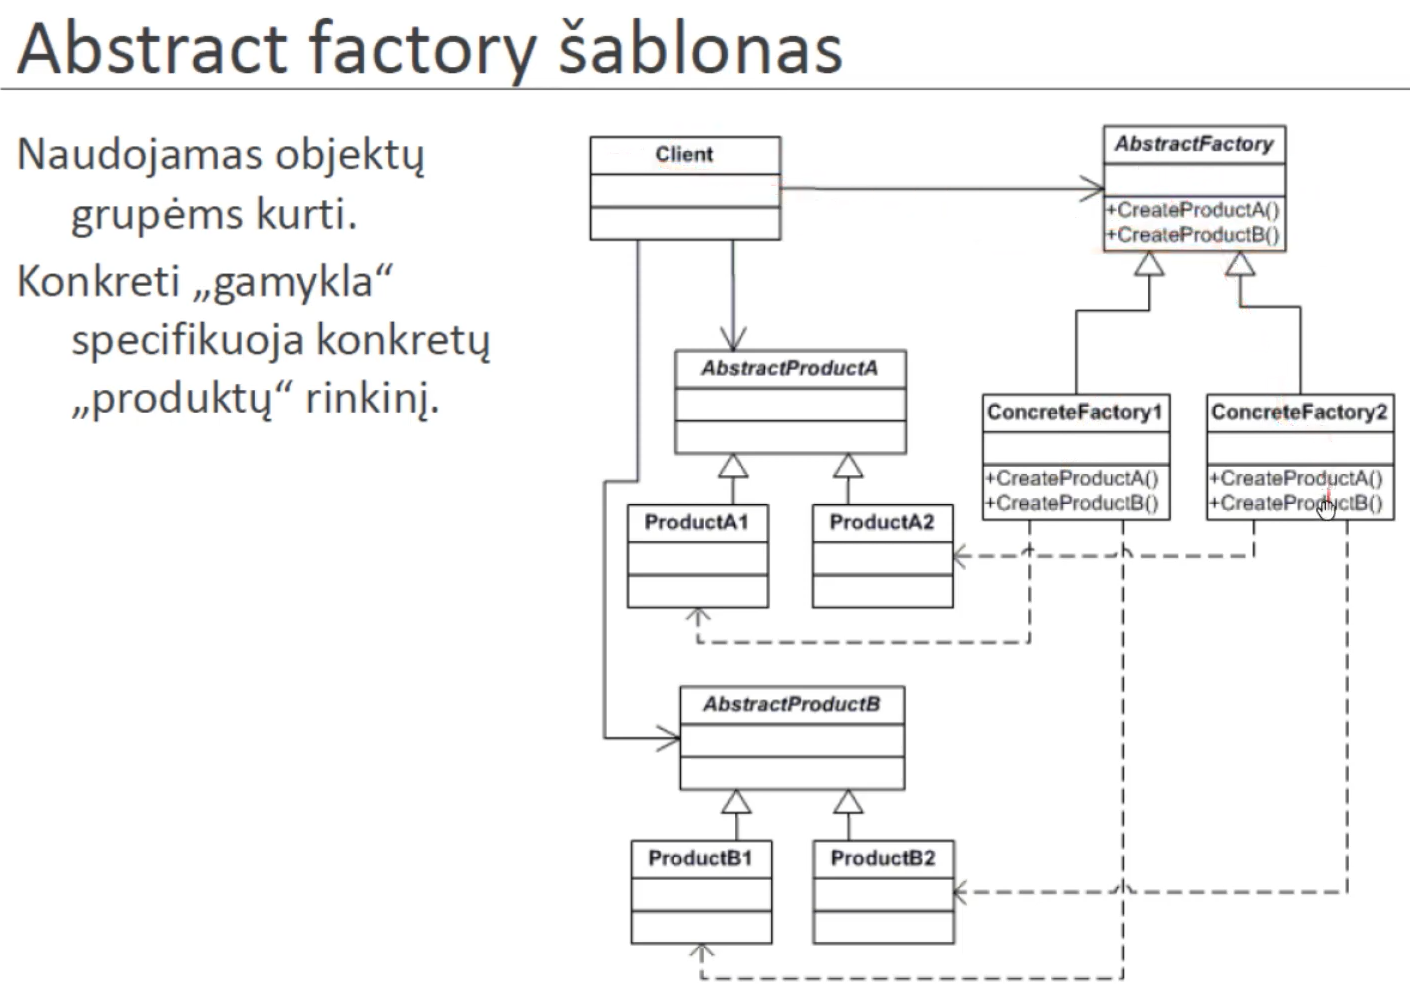 Abstract factory šablonas
Naudojamas objektų
grupėms kurti.
Konkreti „gamykla“
specifikuoja konkretų
„produktų“ rinkinį.
Client
AbstractFactory
+CreateProductA()
+CreateProductB()
AbstractProductA
ConcreteFactory1
+CreateProductA()
+CreateProductB()
ConcreteFactory2
+CreateProductA()
+CreateProductB()
ProductA1
ProductA2
AbstractProductB
ProductB1
ProductB2